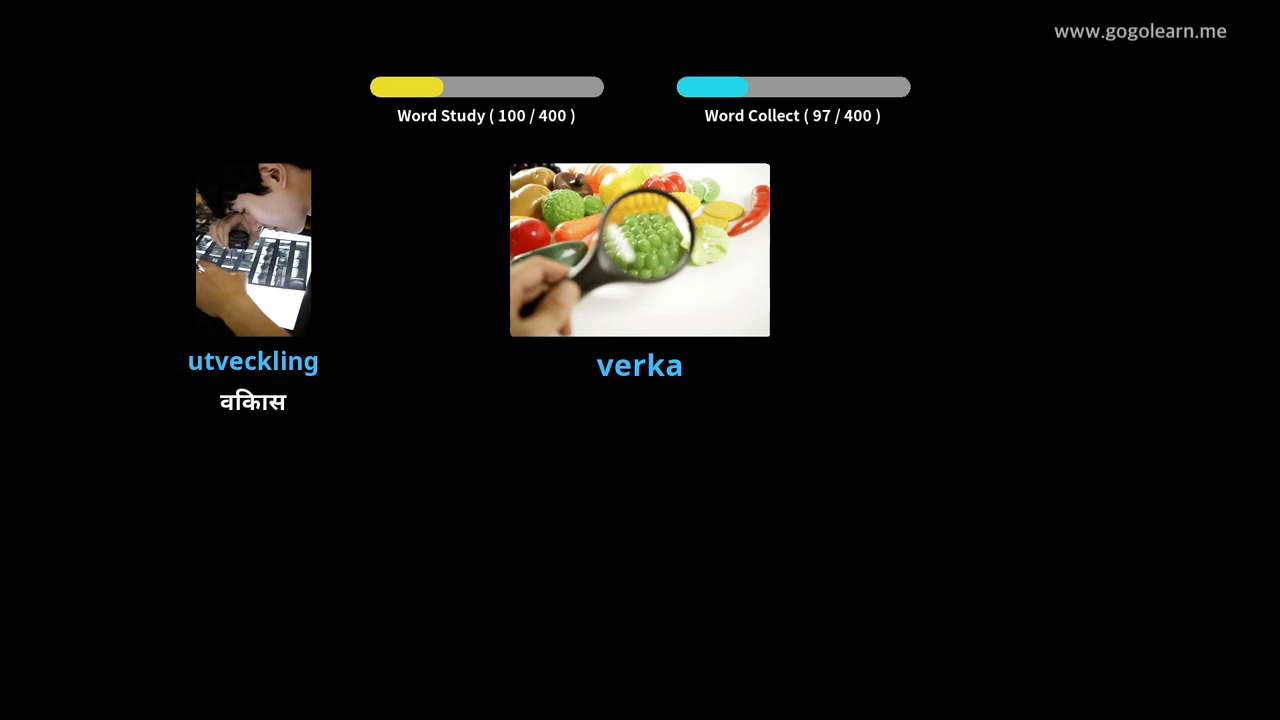 www.gogolearn.me
Word Study ( 100 / 400 )
Word Collect ( 97 / 400 )
utveckling
विकास
verka